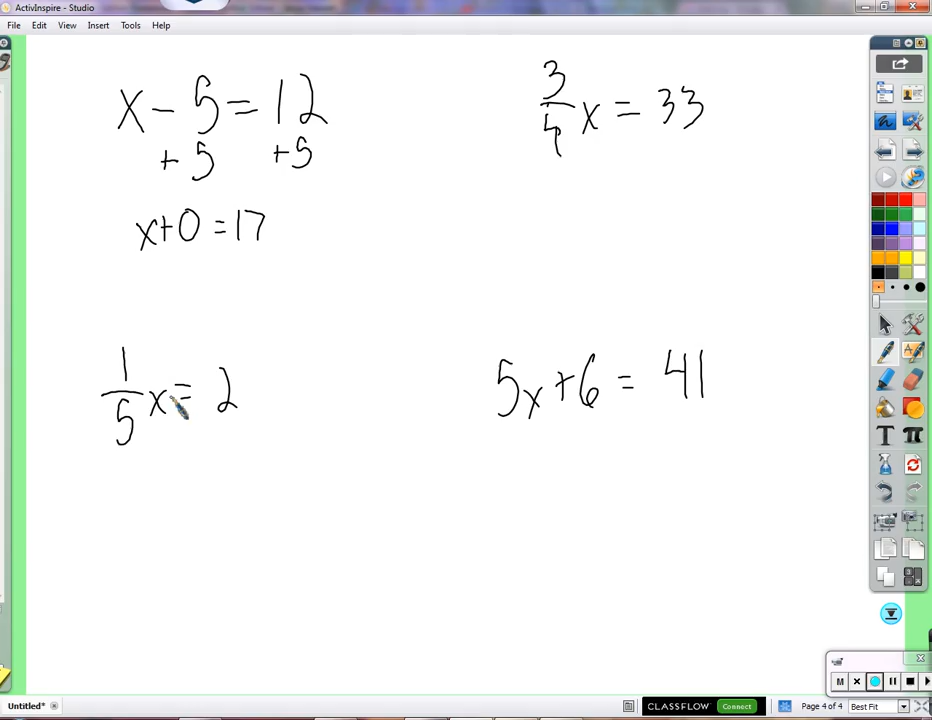 ActivInspire - Studio
File Edit View Insert Tools Help
x - 5 = 12
+ 5 + 5
x + 0 = 17
3/4 x = 33
1/5 x = 2
5x + 6 = 41
M
Untitled* CLASSFLOW Connect Page 4 of 4 Best Fit